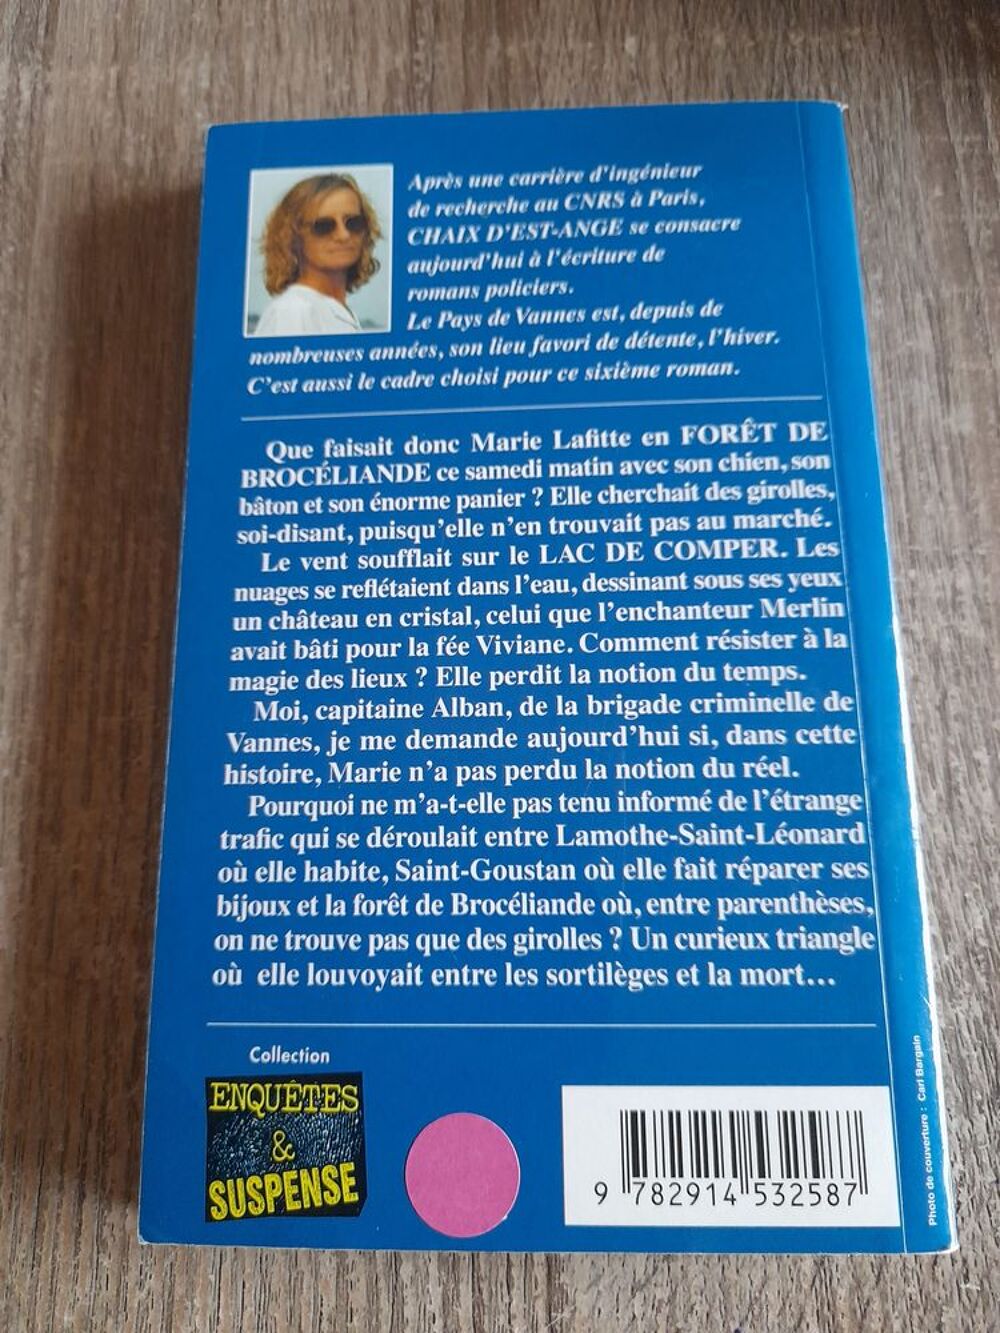 Après une carrière d'ingénieur
de recherche au CNRS à Paris,
CHAIX D'EST-ANGE se consacre
aujourd'hui à l'écriture de
romans policiers.
Le Pays de Vannes est, depuis de
nombreuses années, son lieu favori de détente, l'hiver.
C'est aussi le cadre choisi pour ce sixième roman.
Que faisait donc Marie Lafitte en FORÊT DE
BROCÉLIANDE ce samedi matin avec son chien, son
bâton et son énorme panier ? Elle cherchait des girolles,
soi-disant, puisqu'elle n'en trouvait pas au marché.
Le vent soufflait sur le LAC DE COMPER. Les
nuages se reflétaient dans l'eau, dessinant sous ses yeux
un château en cristal, celui que l'enchanteur Merlin
avait bâti pour la fée Viviane. Comment résister à la
magie des lieux ? Elle perdit la notion du temps.
Moi, capitaine Alban, de la brigade criminelle de
Vannes, je me demande aujourd'hui si, dans cette
histoire, Marie n'a pas perdu la notion du réel.
Pourquoi ne m'a-t-elle pas tenu informé de l'étrange
trafic qui se déroulait entre Lamothe-Saint-Léonard
où elle habite, Saint-Goustan où elle fait réparer ses
bijoux et la forêt de Brocéliande où, entre parenthèses,
on ne trouve pas que des girolles ? Un curieux triangle
où elle louvoyait entre les sortilèges et la mort...
Collection
ENQUÊTES
&
SUSPENSE
9 782914 532587
Photo de couverture : Carl Bargain